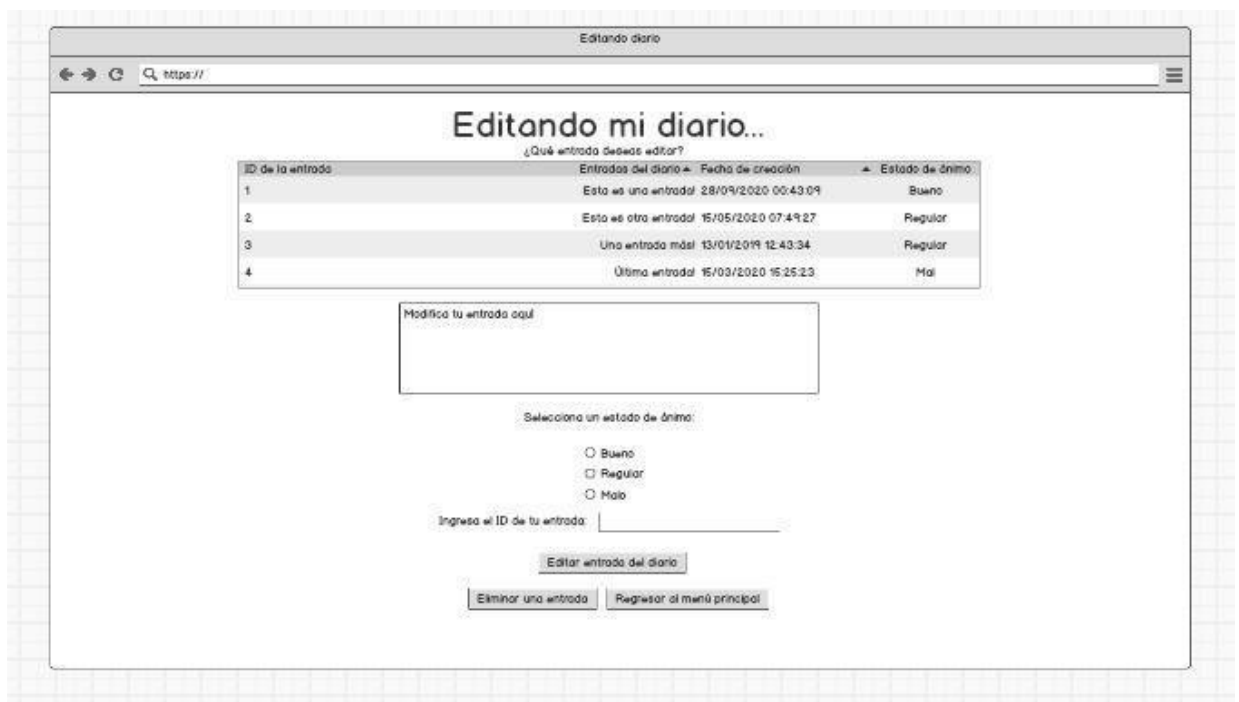 Editando diario
https://
Editando mi diario...
¿Qué entrada deseas editar?
ID de la entrada Entradas del diario Fecha de creación Estado de ánimo
1 Esta es una entrada! 28/09/2020 00:43:09 Bueno
2 Esta es otra entrada! 15/05/2020 07:49:27 Regular
3 Una entrada más! 13/01/2019 12:43:34 Regular
4 Última entrada! 15/03/2020 15:25:23 Mal
Modifica tu entrada aquí
Selecciona un estado de ánimo:
Bueno
Regular
Malo
Ingresa el ID de tu entrada:
Editar entrada del diario
Eliminar una entrada Regresar al menú principal